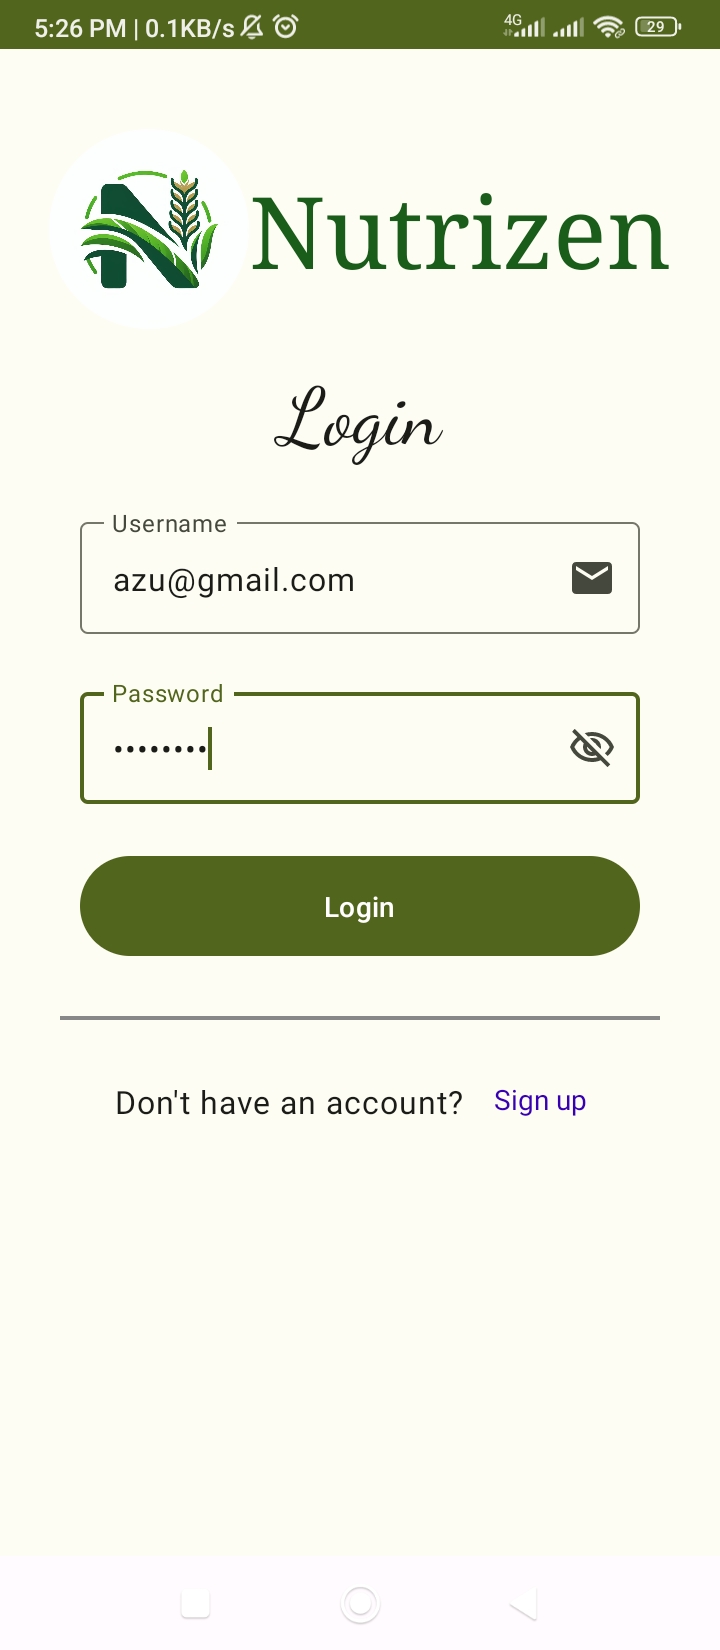 5:26 PM | 0.1KB/s 4G 29
Nutrizen
Login
Username
azu@gmail.com
Password
••••••••
Login
Don't have an account? Sign up